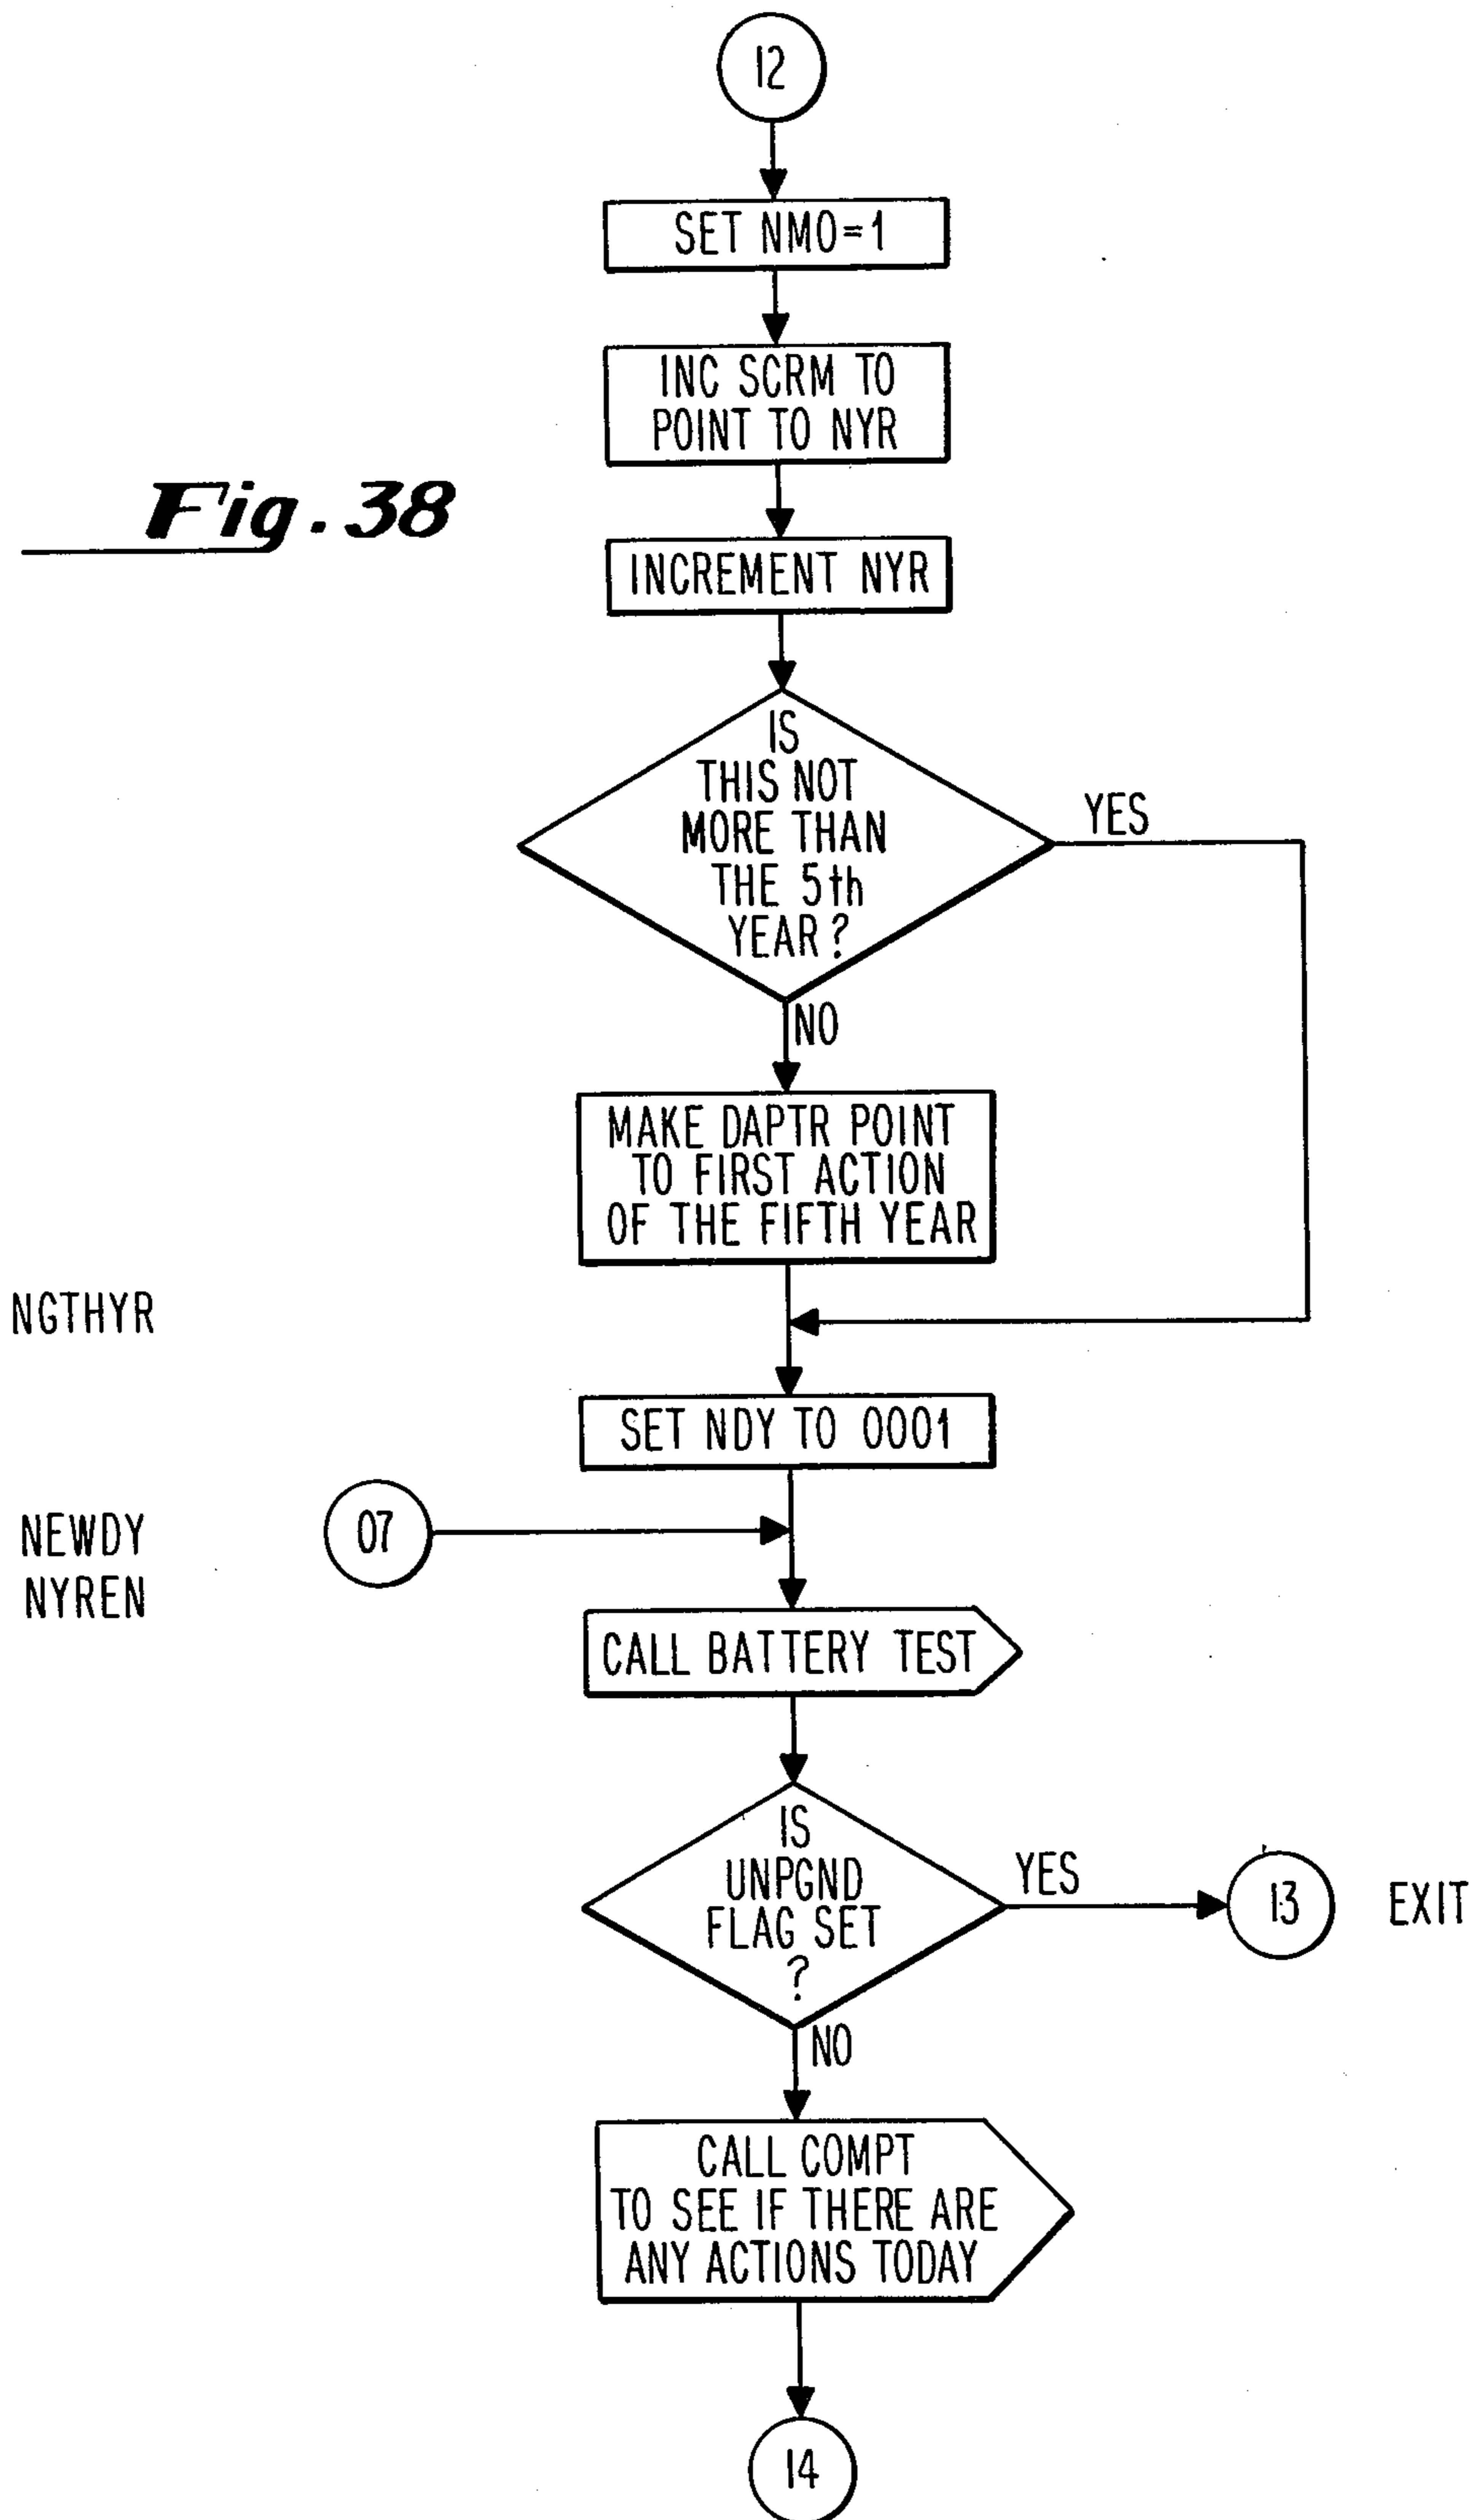 12
SET NMO=1
INC SCRM TO
POINT TO NYR
Fig. 38
INCREMENT NYR
IS
THIS NOT
MORE THAN
THE 5th
YEAR?
YES
NO
MAKE DAPTR POINT
TO FIRST ACTION
OF THE FIFTH YEAR
NGTHYR
SET NDY TO 0001
NEWDY
NYREN
07
CALL BATTERY TEST
IS
UNPGND
FLAG SET
?
YES
13
EXIT
NO
CALL COMPT
TO SEE IF THERE ARE
ANY ACTIONS TODAY
14